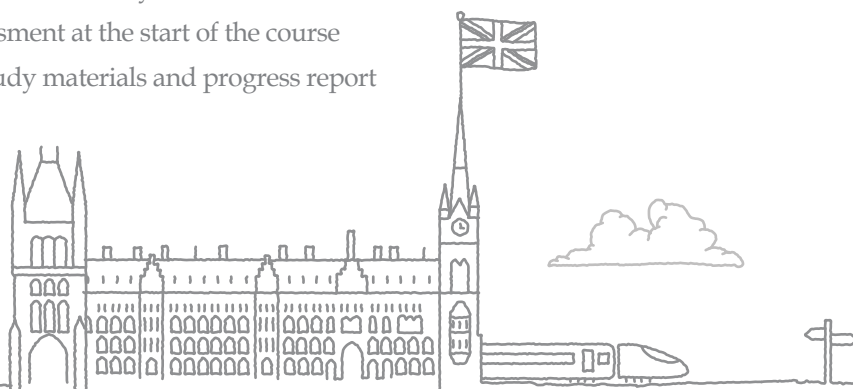 sment at the start of the course
udy materials and progress report